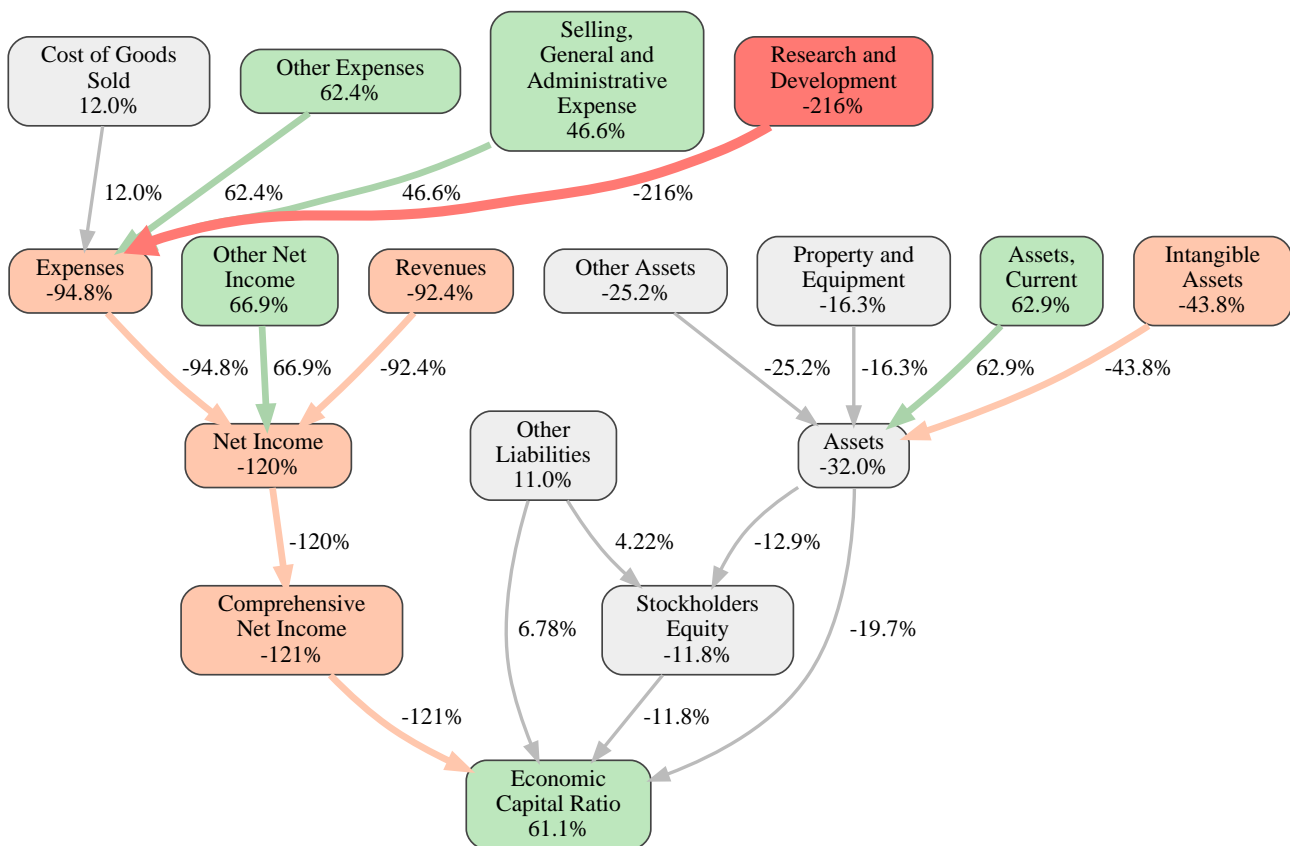 Cost of Goods
Sold
12.0%
Other Expenses
62.4%
Selling,
General and
Administrative
Expense
46.6%
Research and
Development
-216%
12.0%
62.4%
46.6%
-216%
Expenses
-94.8%
Other Net
Income
66.9%
Revenues
-92.4%
Other Assets
-25.2%
Property and
Equipment
-16.3%
Assets,
Current
62.9%
Intangible
Assets
-43.8%
-94.8%
66.9%
-92.4%
-25.2%
-16.3%
62.9%
-43.8%
Net Income
-120%
Other
Liabilities
11.0%
Assets
-32.0%
-120%
4.22%
-12.9%
Comprehensive
Net Income
-121%
6.78%
Stockholders
Equity
-11.8%
-19.7%
-121%
-11.8%
Economic
Capital Ratio
61.1%